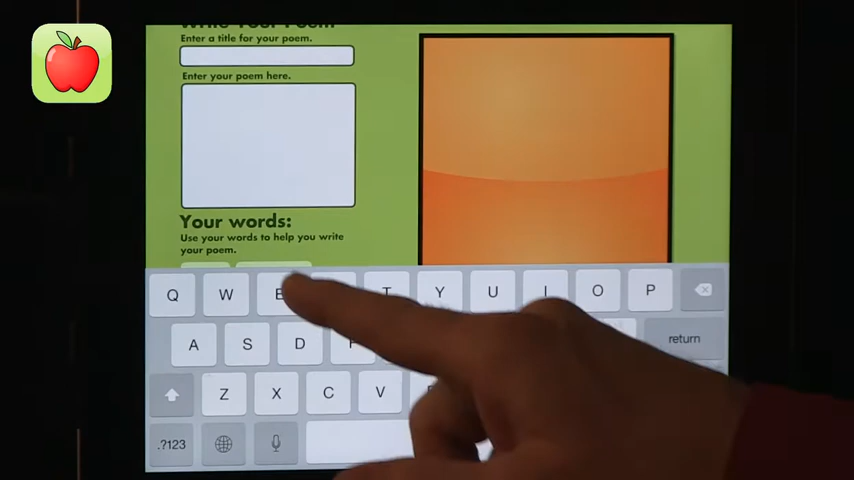 Write Your Poem
Enter a title for your poem.
Enter your poem here.
Your words:
Use your words to help you write
your poem.
Q W E T Y U I O P
A S D F return
Z X C V
.?123